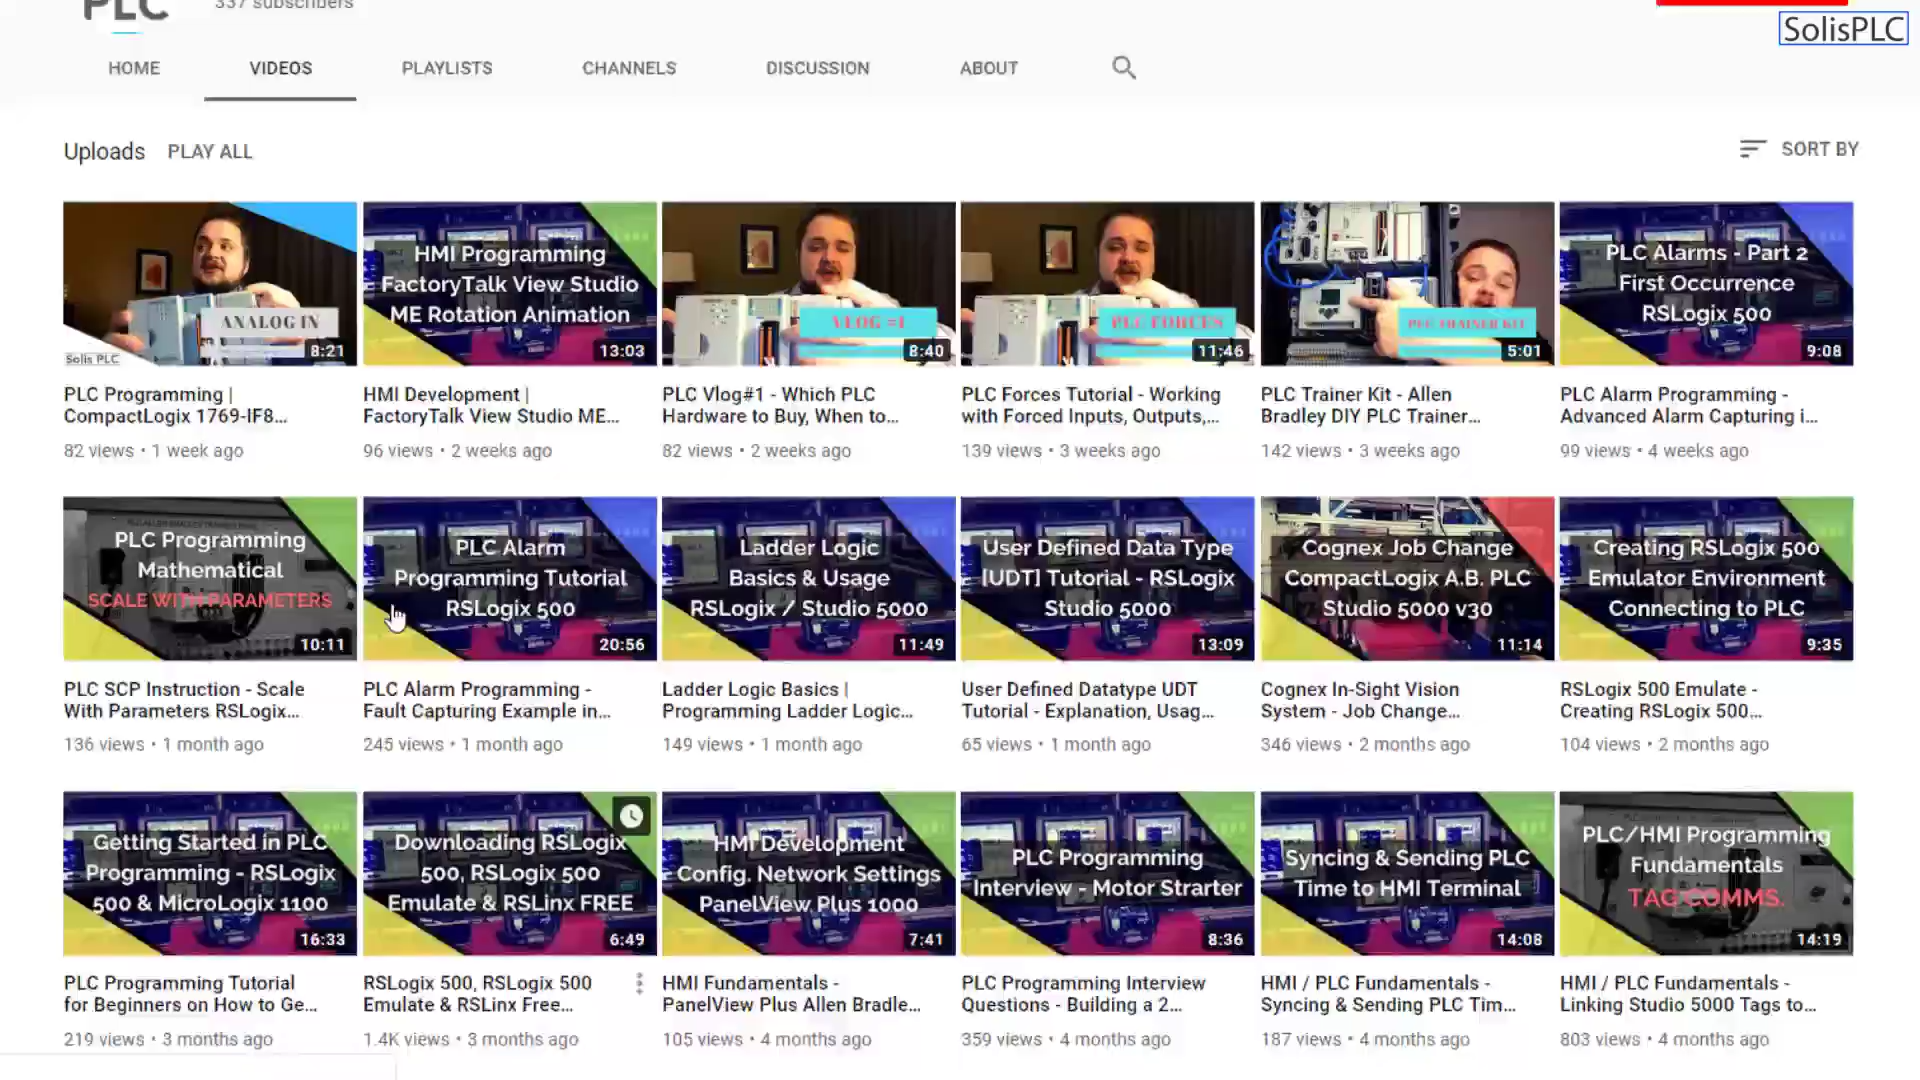 PLC
337 subscribers
SolisPLC
HOME
VIDEOS
PLAYLISTS
CHANNELS
DISCUSSION
ABOUT
Uploads
PLAY ALL
SORT BY
ANALOG IN
Solis PLC
8:21
HMI Programming
FactoryTalk View Studio
ME Rotation Animation
13:03
VLOG #1
8:40
PLC FORCES
11:46
PLC TRAINER KIT
5:01
PLC Alarms - Part 2
First Occurrence
RSLogix 500
9:08
PLC Programming |
CompactLogix 1769-IF8...
82 views • 1 week ago
HMI Development |
FactoryTalk View Studio ME...
96 views • 2 weeks ago
PLC Vlog#1 - Which PLC
Hardware to Buy, When to...
82 views • 2 weeks ago
PLC Forces Tutorial - Working
with Forced Inputs, Outputs,...
139 views • 3 weeks ago
PLC Trainer Kit - Allen
Bradley DIY PLC Trainer...
142 views • 3 weeks ago
PLC Alarm Programming -
Advanced Alarm Capturing i...
99 views • 4 weeks ago
PLC Programming
Mathematical
SCALE WITH PARAMETERS
10:11
PLC Alarm
Programming Tutorial
RSLogix 500
20:56
Ladder Logic
Basics & Usage
RSLogix / Studio 5000
11:49
User Defined Data Type
[UDT] Tutorial - RSLogix
Studio 5000
13:09
Cognex Job Change
CompactLogix A.B. PLC
Studio 5000 v30
11:14
Creating RSLogix 500
Emulator Environment
Connecting to PLC
9:35
PLC SCP Instruction - Scale
With Parameters RSLogix...
136 views • 1 month ago
PLC Alarm Programming -
Fault Capturing Example in...
245 views • 1 month ago
Ladder Logic Basics |
Programming Ladder Logic...
149 views • 1 month ago
User Defined Datatype UDT
Tutorial - Explanation, Usag...
65 views • 1 month ago
Cognex In-Sight Vision
System - Job Change...
346 views • 2 months ago
RSLogix 500 Emulate -
Creating RSLogix 500...
104 views • 2 months ago
Getting Started in PLC
Programming - RSLogix
500 & MicroLogix 1100
16:33
Downloading RSLogix
500, RSLogix 500
Emulate & RSLinx FREE
6:49
HMI Development
Config. Network Settings
PanelView Plus 1000
7:41
PLC Programming
Interview - Motor Strarter
8:36
Syncing & Sending PLC
Time to HMI Terminal
14:08
PLC/HMI Programming
Fundamentals
TAG COMMS.
14:19
PLC Programming Tutorial
for Beginners on How to Ge...
219 views • 3 months ago
RSLogix 500, RSLogix 500
Emulate & RSLinx Free...
1.4K views • 3 months ago
HMI Fundamentals -
PanelView Plus Allen Bradle...
105 views • 4 months ago
PLC Programming Interview
Questions - Building a 2...
359 views • 4 months ago
HMI / PLC Fundamentals -
Syncing & Sending PLC Tim...
187 views • 4 months ago
HMI / PLC Fundamentals -
Linking Studio 5000 Tags to...
803 views • 4 months ago